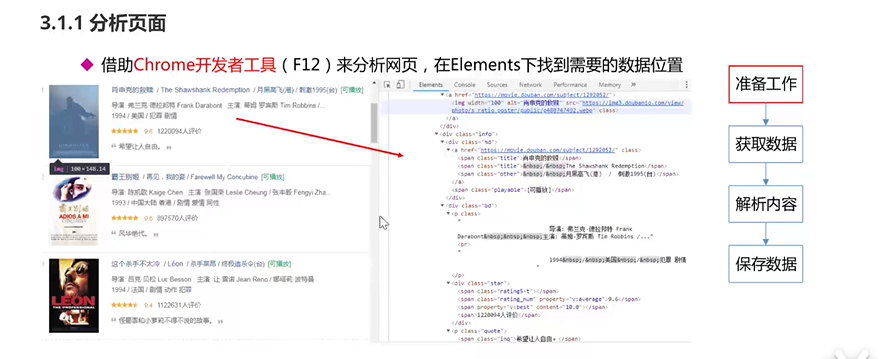 3.1.1 分析页面
◆ 借助Chrome开发者工具（F12）来分析网页，在Elements下找到需要的数据位置
准备工作
获取数据
解析内容
保存数据
肖申克的救赎 / The Shawshank Redemption / 月黑高飞(港) / 刺激1995(台) [可播放]
导演: 弗兰克·德拉邦特 Frank Darabont 主演: 蒂姆·罗宾斯 Tim Robbins /...
1994 / 美国 / 犯罪 剧情
9.6 1220094人评价
“ 希望让人自由。 ”
img | 100 × 148.14
霸王别姬 / 再见，我的妾 / Farewell My Concubine [可播放]
导演: 陈凯歌 Kaige Chen 主演: 张国荣 Leslie Cheung / 张丰毅 Fengyi Zha...
1993 / 中国大陆 香港 / 剧情 爱情 同性
9.6 897570人评价
“ 风华绝代。 ”
ADIOS A MI
CONCUBINA
这个杀手不太冷 / Léon / 杀手莱昂 / 终极追杀令(台) [可播放]
导演: 吕克·贝松 Luc Besson 主演: 让·雷诺 Jean Reno / 娜塔莉·波特曼
1994 / 法国 / 剧情 动作 犯罪
9.4 1122631人评价
“ 怪蜀黍和小萝莉不得不说的故事。 ”
LEON
THE PROFESSIONAL
Elements Console Sources Network Performance Memory »
<a href="https://movie.douban.com/subject/1292052/">
<img width="100" alt="肖申克的救赎" src="https://img3.doubanio.com/view/
photo/s_ratio_poster/public/p480747492.webp" class>
</a>
</div>
<div class="info">
<div class="hd">
<a href="https://movie.douban.com/subject/1292052/" class>
<span class="title">肖申克的救赎</span>
<span class="title">&nbsp;/&nbsp;The Shawshank Redemption</span>
<span class="other">&nbsp;/&nbsp;月黑高飞(港) / 刺激1995(台)</span>
</a>
<span class="playable">[可播放]</span>
</div>
<div class="bd">
<p class>
"
导演: 弗兰克·德拉邦特 Frank
Darabont&nbsp;&nbsp;&nbsp;主演: 蒂姆·罗宾斯 Tim Robbins /..."
<br>
"
1994&nbsp;/&nbsp;美国&nbsp;/&nbsp;犯罪 剧情
"
</p>
<div class="star">
<span class="rating5-t"></span>
<span class="rating_num" property="v:average">9.6</span>
<span property="v:best" content="10.0"></span>
<span>1220094人评价</span>
</div>
<p class="quote">
<span class="inq">希望让人自由。</span>